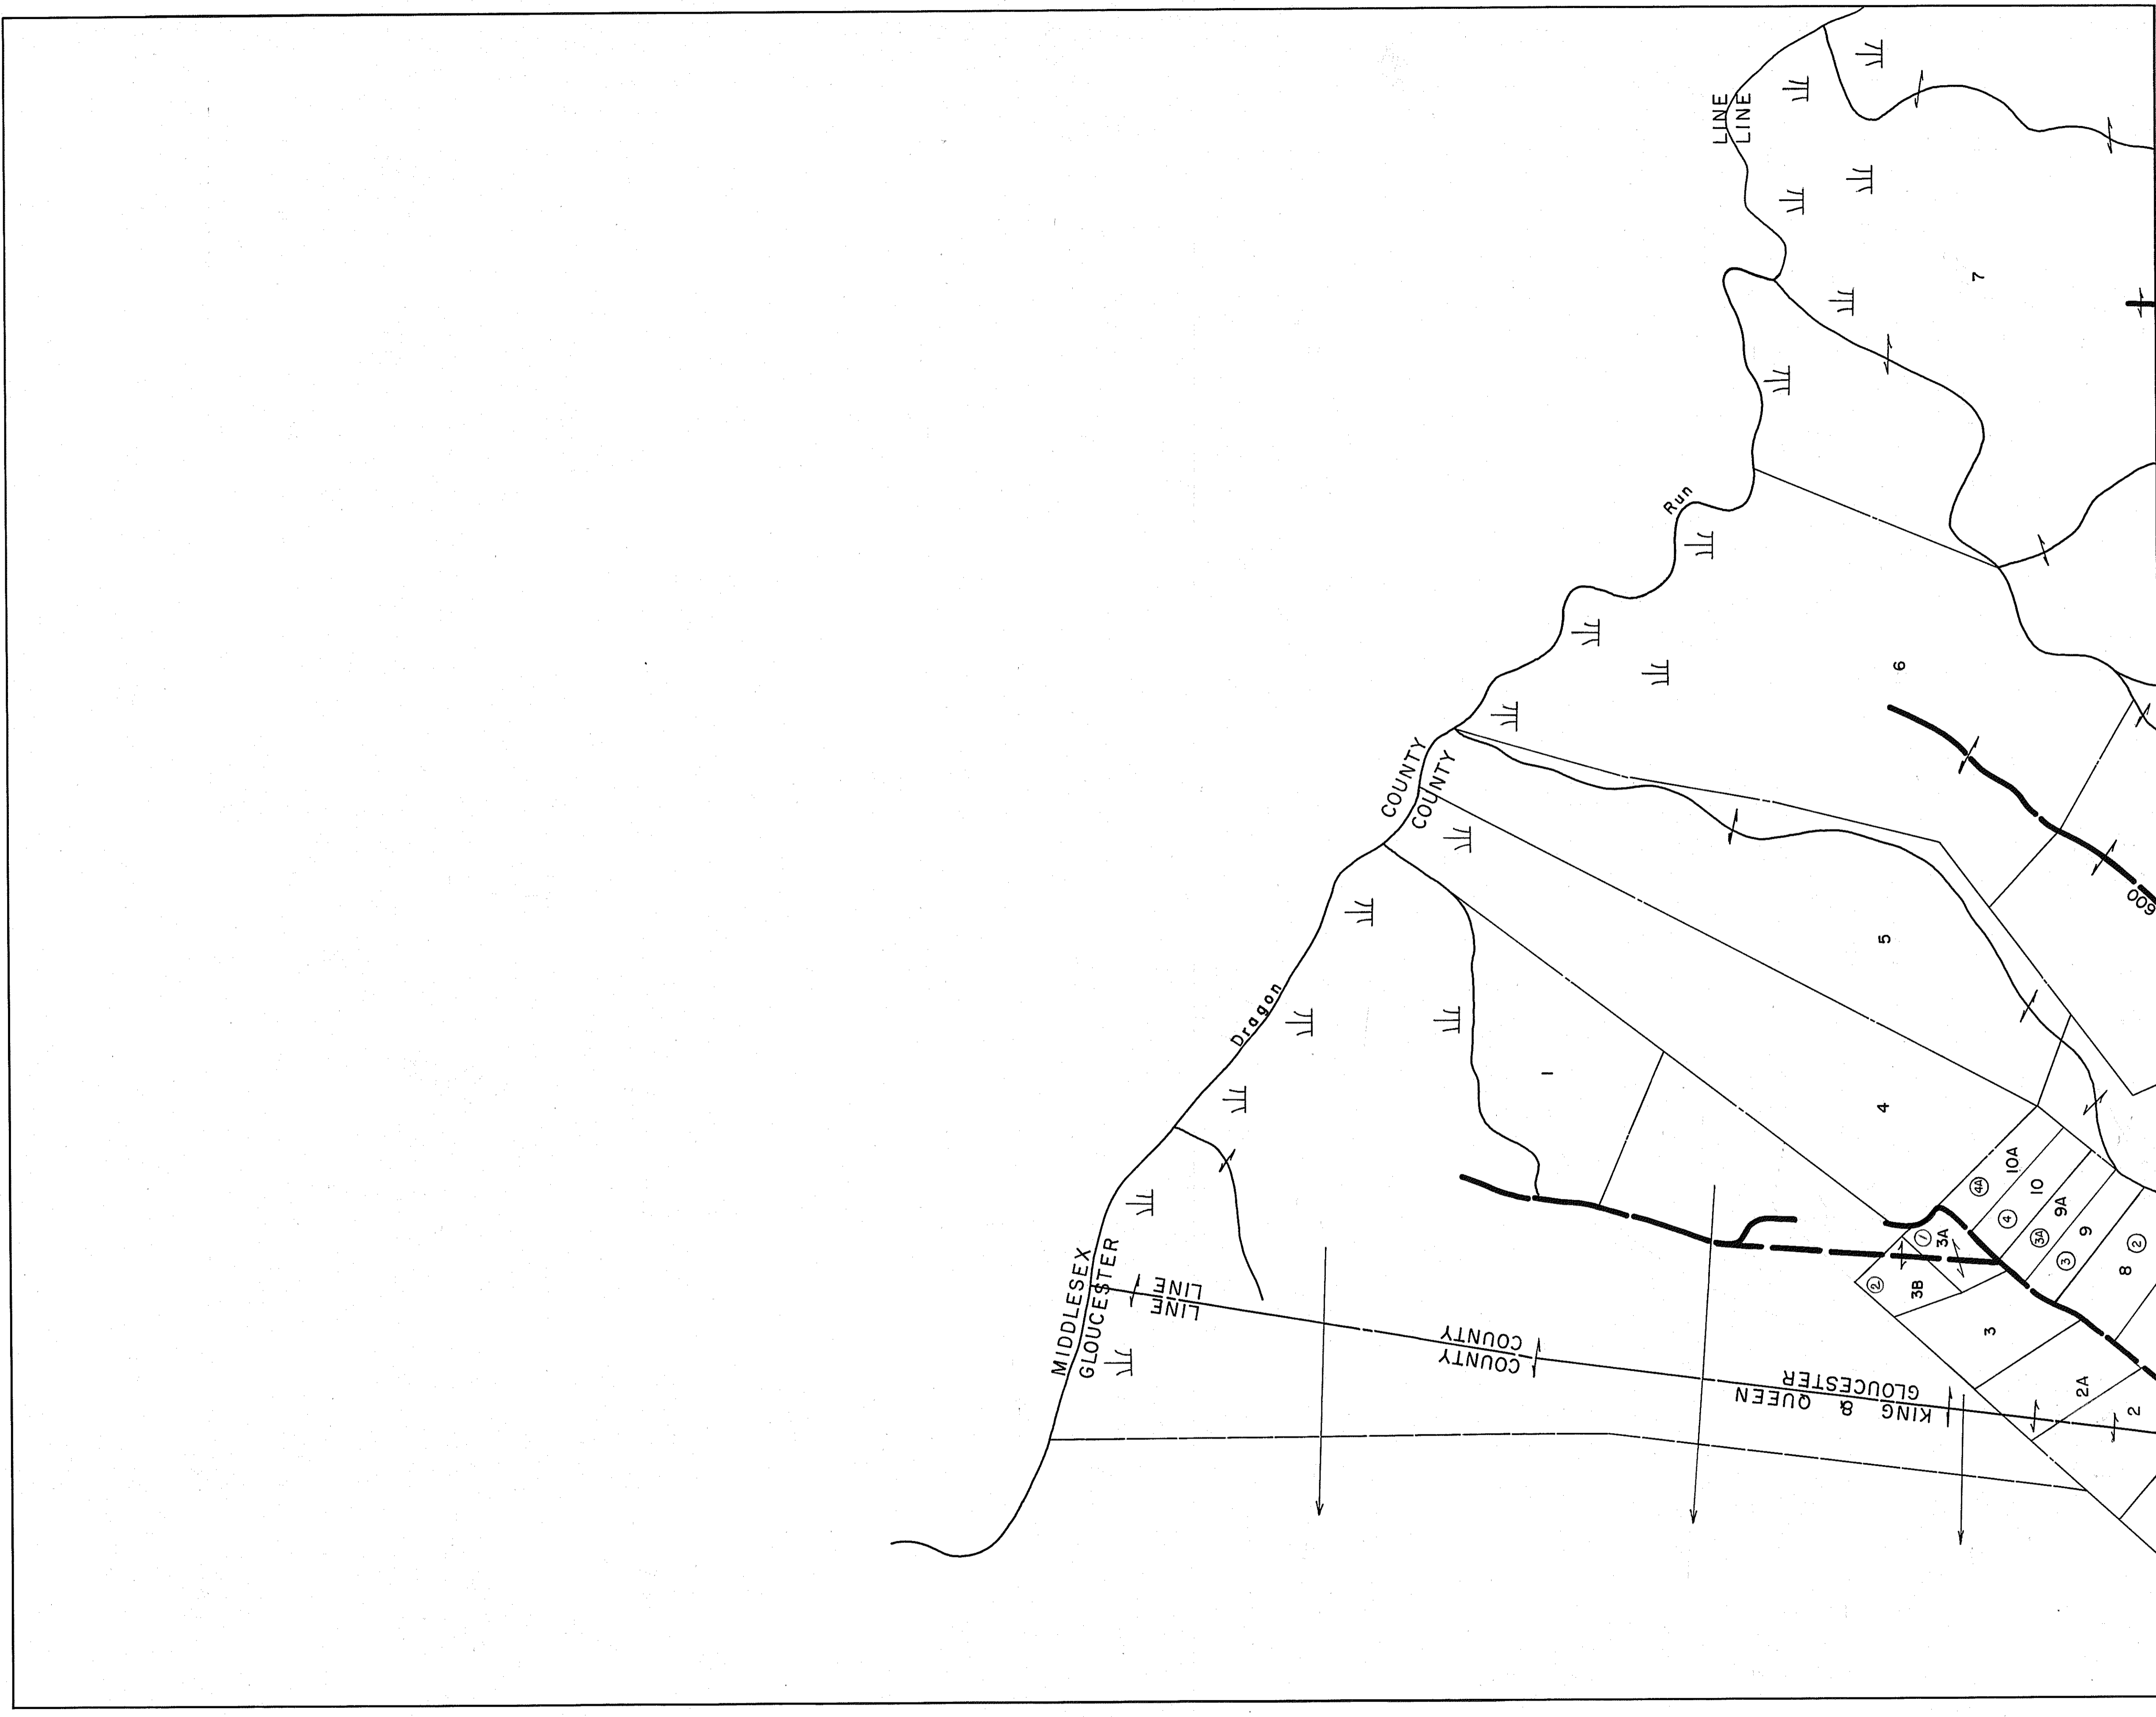 LINE
LINE
7
Run
6
COUNTY
COUNTY
600
5
Dragon
1
4
10A
4A
10
4
9A
3A
9
3
8
2
1
3A
2
3B
3
2A
2
MIDDLESEX
GLOUCESTER
LINE
LINE
COUNTY
COUNTY
GLOUCESTER
KING & QUEEN